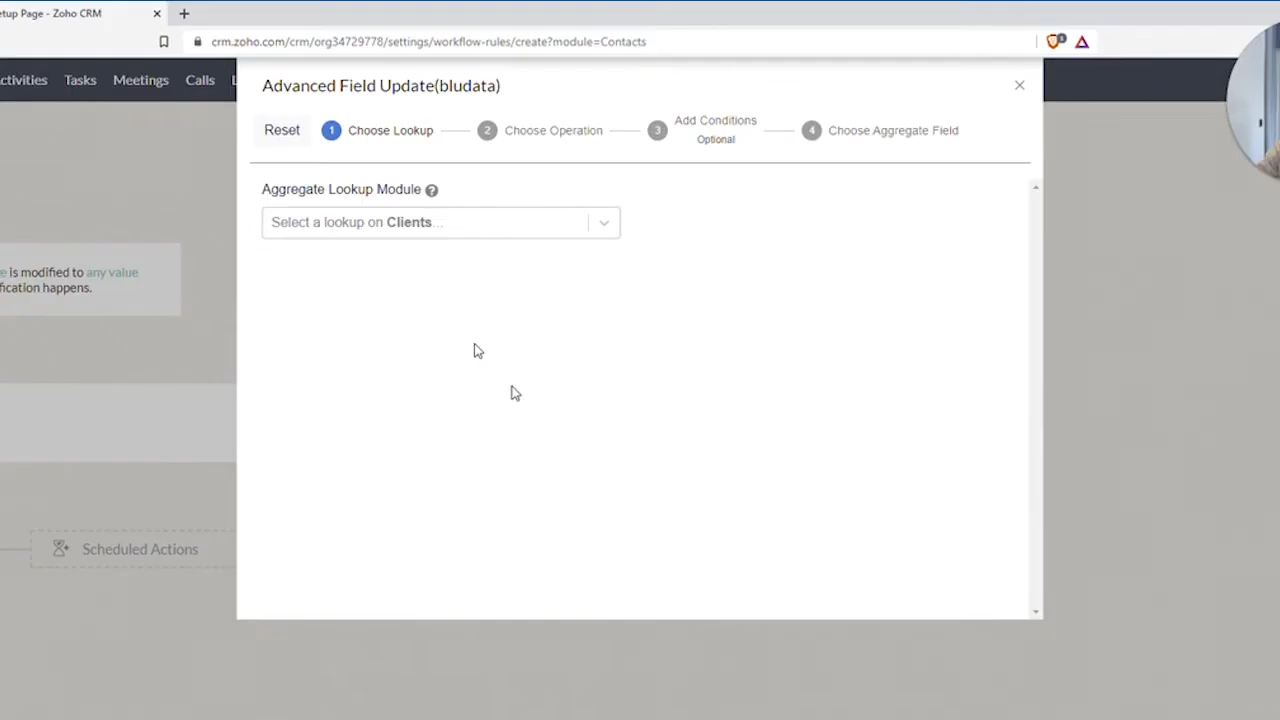 etup Page - Zoho CRM
crm.zoho.com/crm/org34729778/settings/workflow-rules/create?module=Contacts
ctivities Tasks Meetings Calls L
Advanced Field Update(bludata)
Reset 1 Choose Lookup 2 Choose Operation 3 Add Conditions Optional 4 Choose Aggregate Field
Aggregate Lookup Module ?
Select a lookup on Clients...
e is modified to any value
fication happens.
Scheduled Actions